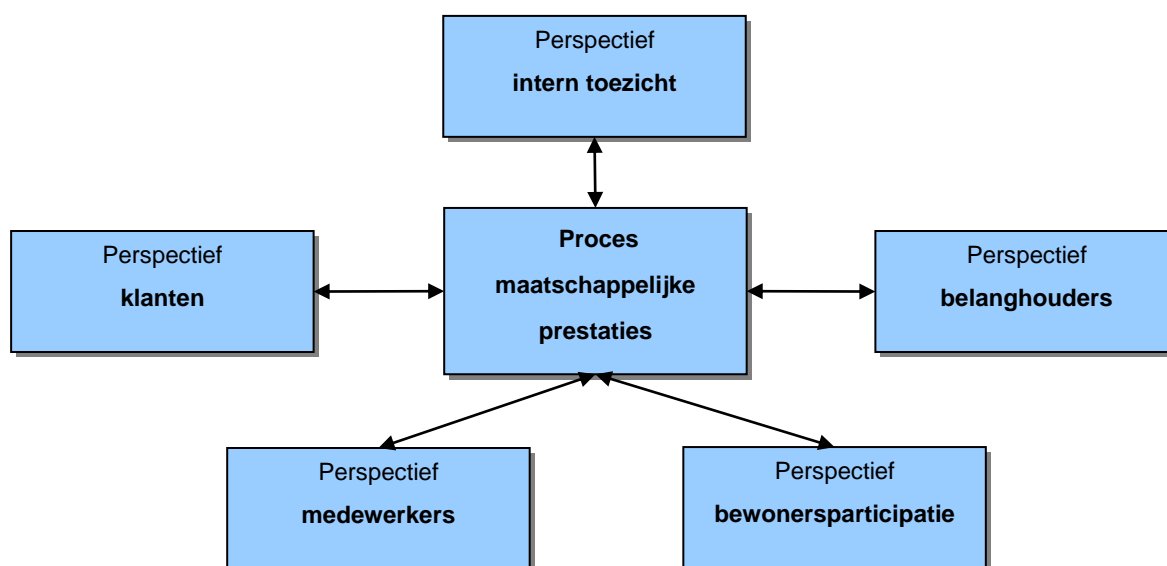 Perspectief
intern toezicht
Proces
maatschappelijke
prestaties
Perspectief
klanten
Perspectief
belanghouders
Perspectief
medewerkers
Perspectief
bewonersparticipatie